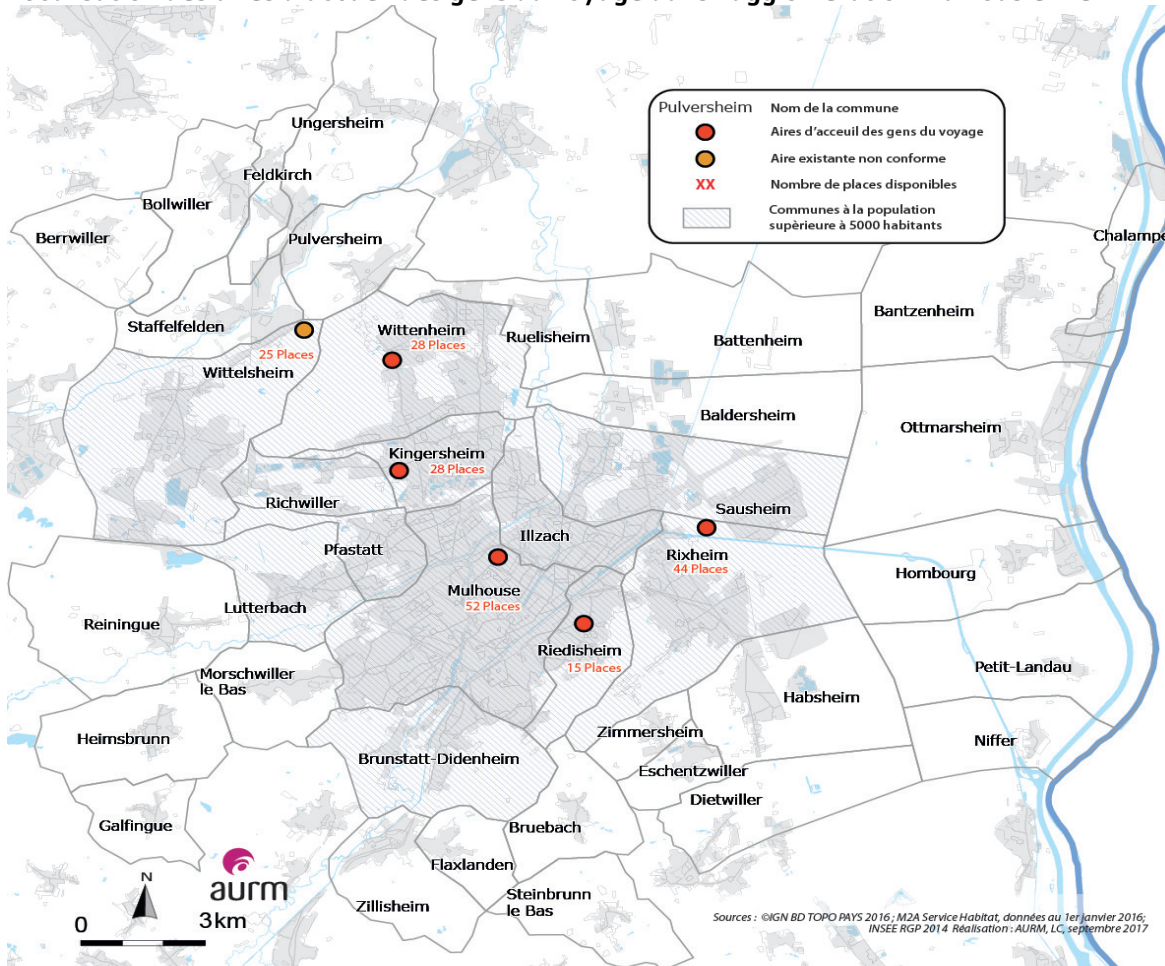 Pulversheim Nom de la commune
Aires d'acceuil des gens du voyage
Aire existante non conforme
XX Nombre de places disponibles
Communes à la population
supèrieure à 5000 habitants
Ungersheim
Feldkirch
Bollwiller
Berrwiller
Pulversheim
Chalampe
Bantzenheim
Staffelfelden
Wittenheim
28 Places
Ruelisheim
Battenheim
25 Places
Wittelsheim
Baldersheim
Ottmarsheim
Kingersheim
28 Places
Richwiller
Sausheim
Illzach
Pfastatt
Rixheim
44 Places
Hombourg
Mulhouse
52 Places
Lutterbach
Reiningue
Riedisheim
15 Places
Morschwiller
le Bas
Petit-Landau
Habsheim
Heimsbrunn
Zimmersheim
Niffer
Brunstatt-Didenheim
Eschentzwiller
Dietwiller
Galfingue
Bruebach
Flaxlanden
Steinbrunn
le Bas
Zillisheim
aurm
N
0 3km
Sources : ©IGN BD TOPO PAYS 2016 ; M2A Service Habitat, données au 1er janvier 2016;
INSEE RGP 2014 Réalisation : AURM, LC, septembre 2017